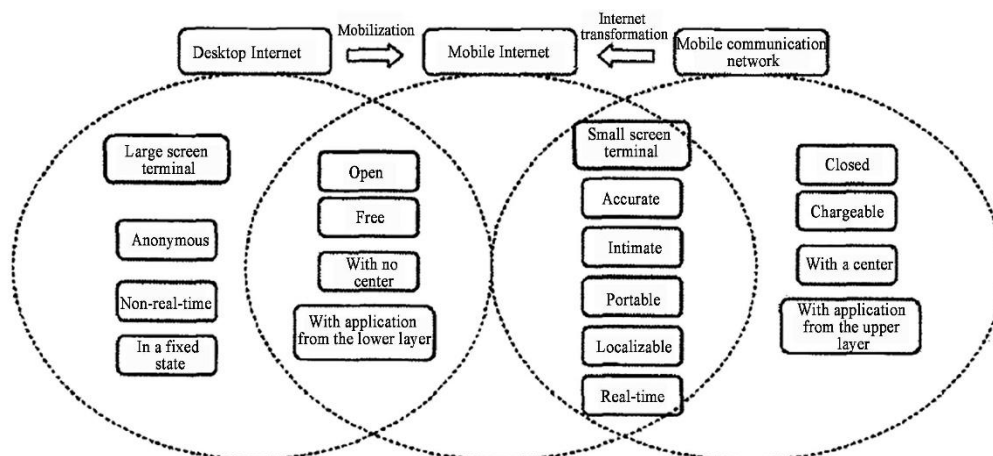 Mobilization
Internet
transformation
Desktop Internet
Mobile Internet
Mobile communication
network
Large screen
terminal
Anonymous
Non-real-time
In a fixed
state
Open
Free
With no
center
With application
from the lower layer
Small screen
terminal
Accurate
Intimate
Portable
Localizable
Real-time
Closed
Chargeable
With a center
With application
from the upper
layer